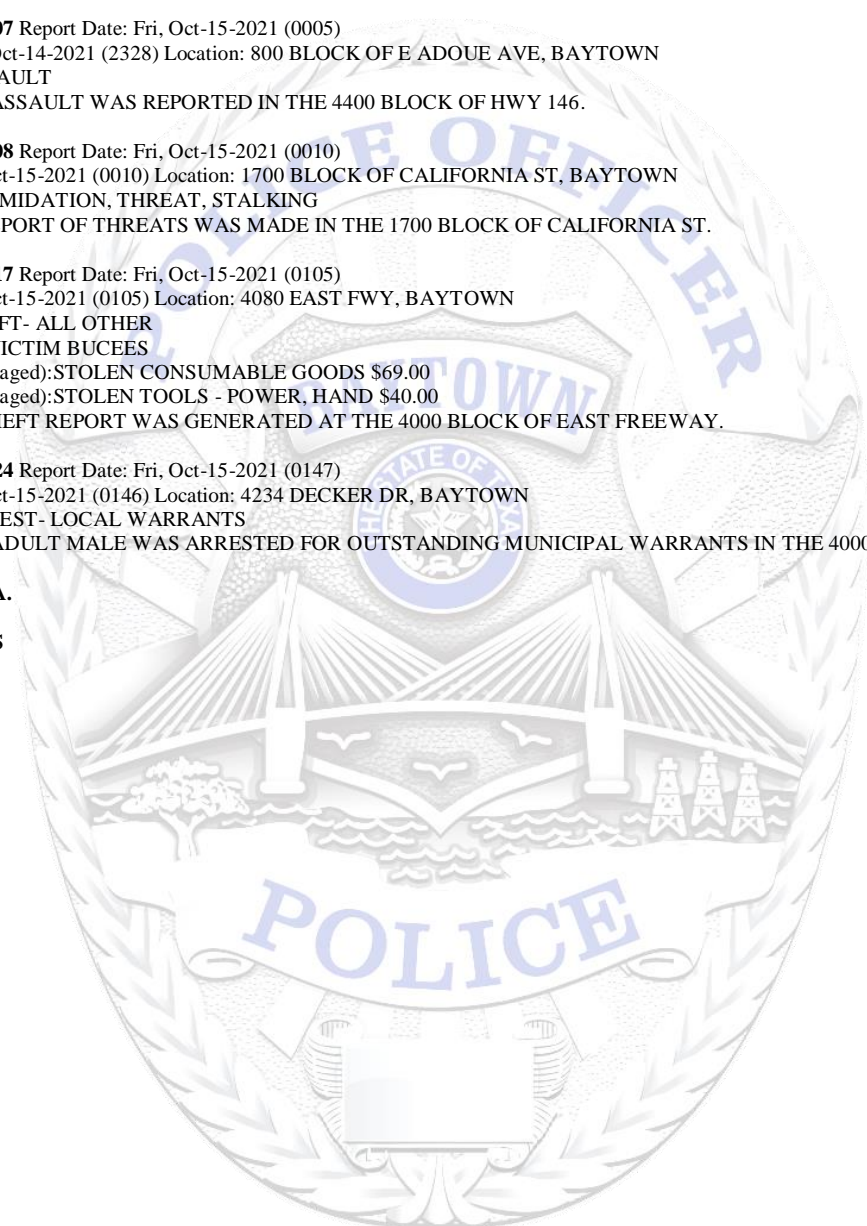 07 Report Date: Fri, Oct-15-2021 (0005)
Oct-14-2021 (2328) Location: 800 BLOCK OF E ADOUE AVE, BAYTOWN
AULT
ASSAULT WAS REPORTED IN THE 4400 BLOCK OF HWY 146.
08 Report Date: Fri, Oct-15-2021 (0010)
ct-15-2021 (0010) Location: 1700 BLOCK OF CALIFORNIA ST, BAYTOWN
MIDATION, THREAT, STALKING
PORT OF THREATS WAS MADE IN THE 1700 BLOCK OF CALIFORNIA ST.
17 Report Date: Fri, Oct-15-2021 (0105)
ct-15-2021 (0105) Location: 4080 EAST FWY, BAYTOWN
FT- ALL OTHER
VICTIM BUCEES
aged):STOLEN CONSUMABLE GOODS $69.00
aged):STOLEN TOOLS - POWER, HAND $40.00
HEFT REPORT WAS GENERATED AT THE 4000 BLOCK OF EAST FREEWAY.
24 Report Date: Fri, Oct-15-2021 (0147)
ct-15-2021 (0146) Location: 4234 DECKER DR, BAYTOWN
EST- LOCAL WARRANTS
ADULT MALE WAS ARRESTED FOR OUTSTANDING MUNICIPAL WARRANTS IN THE 4000
A.
S
POLICE OFFICER
BAYTOWN
THE STATE OF TEXA
POLICE